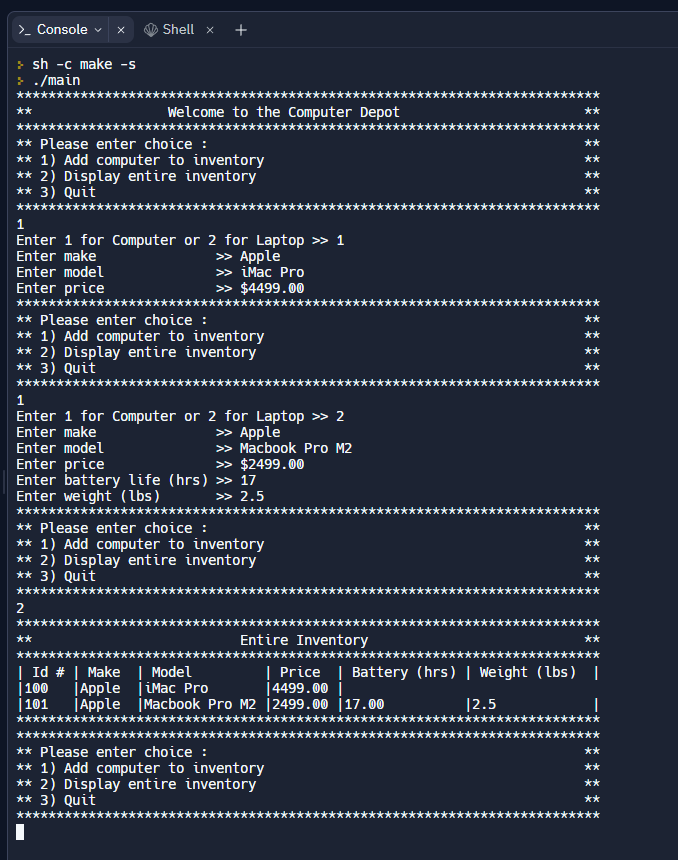 Console Shell
sh -c make -s
./main
*************************************************************************
**                 Welcome to the Computer Depot                       **
*************************************************************************
** Please enter choice :                                               **
** 1) Add computer to inventory                                        **
** 2) Display entire inventory                                         **
** 3) Quit                                                             **
*************************************************************************
1
Enter 1 for Computer or 2 for Laptop >> 1
Enter make               >> Apple
Enter model              >> iMac Pro
Enter price              >> $4499.00
*************************************************************************
** Please enter choice :                                               **
** 1) Add computer to inventory                                        **
** 2) Display entire inventory                                         **
** 3) Quit                                                             **
*************************************************************************
1
Enter 1 for Computer or 2 for Laptop >> 2
Enter make               >> Apple
Enter model              >> Macbook Pro M2
Enter price              >> $2499.00
Enter battery life (hrs) >> 17
Enter weight (lbs)       >> 2.5
*************************************************************************
** Please enter choice :                                               **
** 1) Add computer to inventory                                        **
** 2) Display entire inventory                                         **
** 3) Quit                                                             **
*************************************************************************
2
*************************************************************************
**                          Entire Inventory                           **
*************************************************************************
| Id # | Make  | Model         | Price  | Battery (hrs) | Weight (lbs)  |
|100   |Apple  |iMac Pro       |4499.00 |
|101   |Apple  |Macbook Pro M2 |2499.00 |17.00          |2.5            |
*************************************************************************
*************************************************************************
** Please enter choice :                                               **
** 1) Add computer to inventory                                        **
** 2) Display entire inventory                                         **
** 3) Quit                                                             **
*************************************************************************